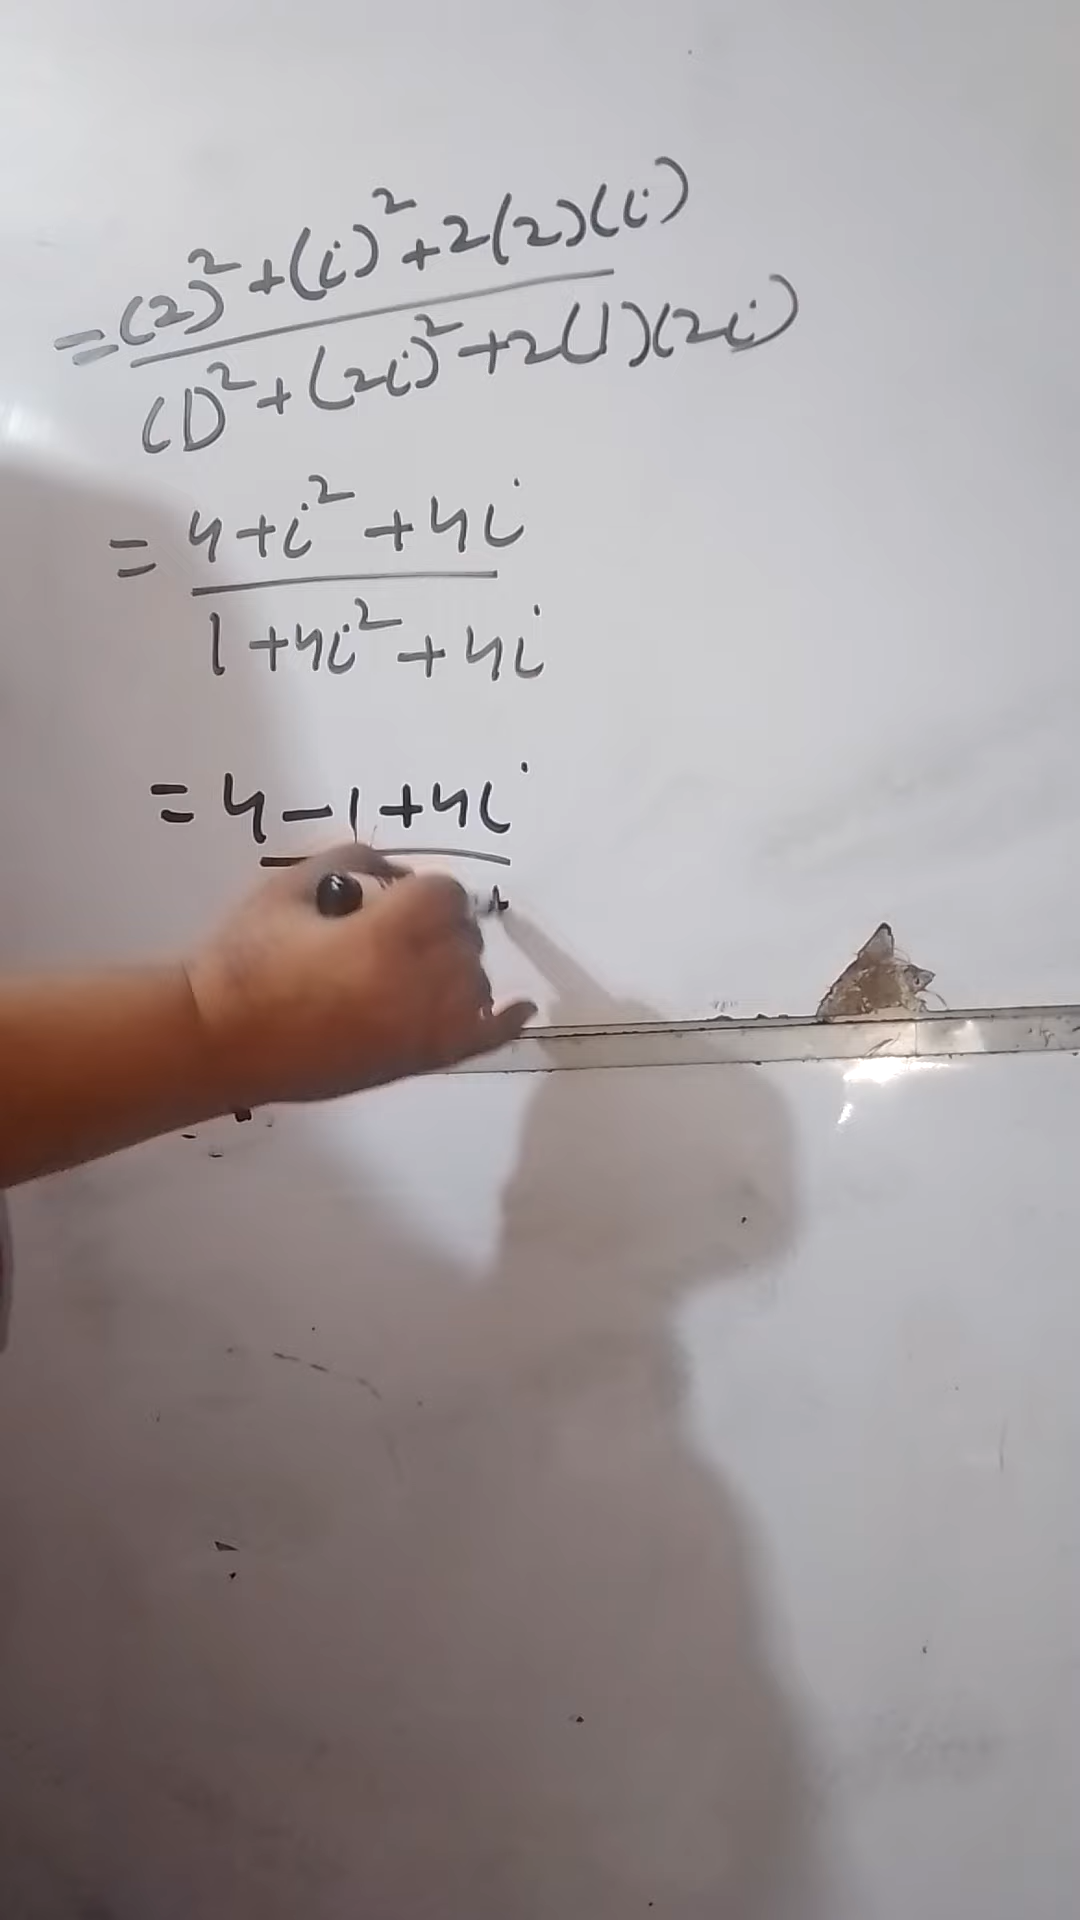 = (2)² + (i)² + 2(2)(i)
(1)² + (2i)² + 2(1)(2i)
= 4 + i² + 4i
1 + 4i² + 4i
= 4 - 1 + 4i